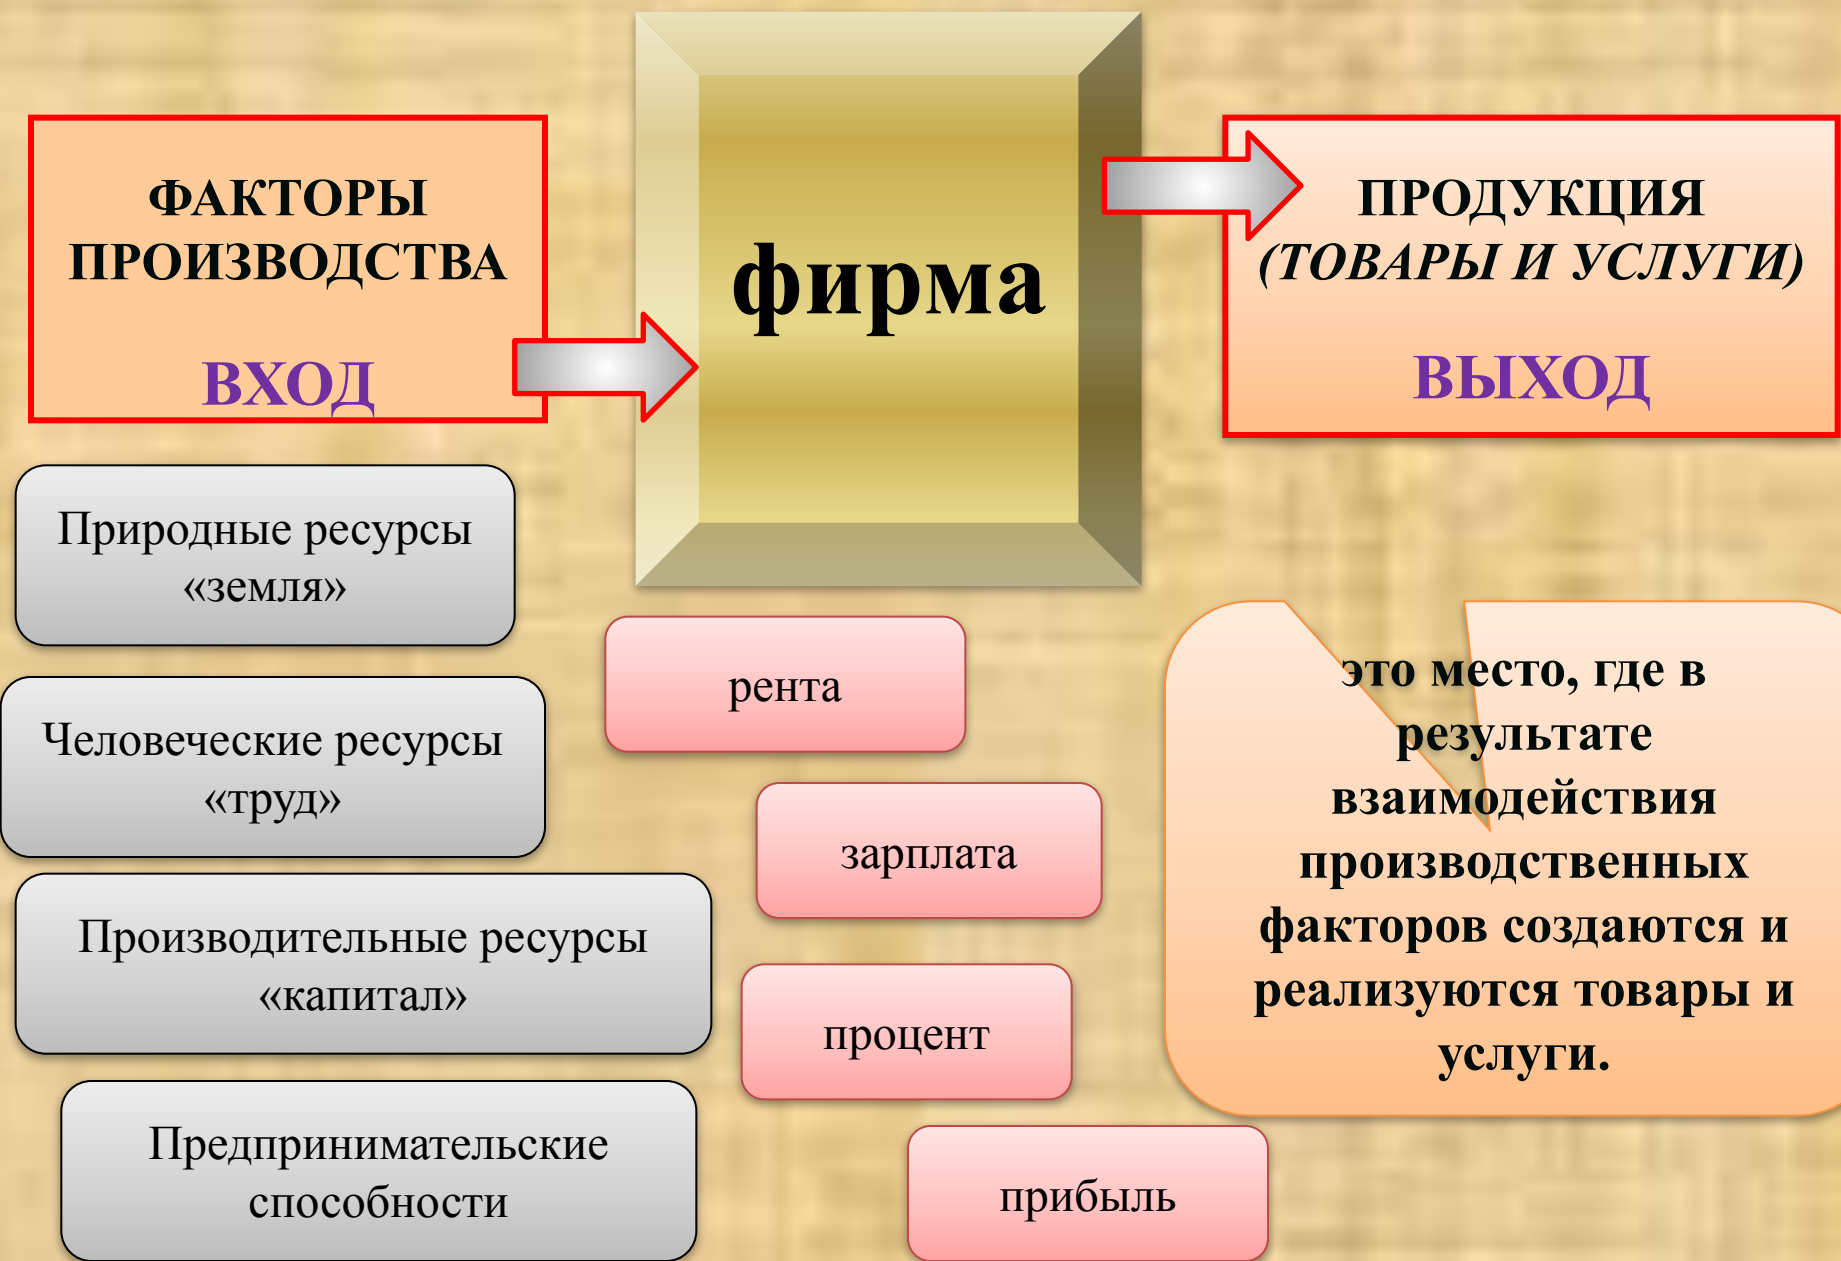 ФАКТОРЫ
ПРОИЗВОДСТВА
ВХОД
фирма
ПРОДУКЦИЯ
(ТОВАРЫ И УСЛУГИ)
ВЫХОД
Природные ресурсы
«земля»
Человеческие ресурсы
«труд»
Производительные ресурсы
«капитал»
Предпринимательские
способности
рента
зарплата
процент
прибыль
это место, где в
результате
взаимодействия
производственных
факторов создаются и
реализуются товары и
услуги.